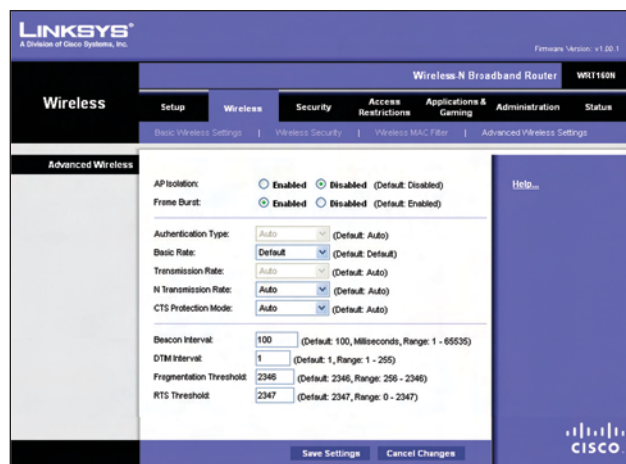 LINKSYS®
A Division of Cisco Systems, Inc.
Firmware Version: v1.00.1
Wireless-N Broadband Router WRT160N
Wireless
Setup Wireless Security Access Restrictions Applications & Gaming Administration Status
Basic Wireless Settings | Wireless Security | Wireless MAC Filter | Advanced Wireless Settings
Advanced Wireless
AP Isolation: Enabled Disabled (Default: Disabled)
Frame Burst: Enabled Disabled (Default: Enabled)
Help...
Authentication Type: Auto (Default: Auto)
Basic Rate: Default (Default: Default)
Transmission Rate: Auto (Default: Auto)
N Transmission Rate: Auto (Default: Auto)
CTS Protection Mode: Auto (Default: Auto)
Beacon Interval: 100 (Default: 100, Milliseconds, Range: 1 - 65535)
DTIM Interval: 1 (Default: 1, Range: 1 - 255)
Fragmentation Threshold: 2346 (Default: 2346, Range: 256 - 2346)
RTS Threshold: 2347 (Default: 2347, Range: 0 - 2347)
Save Settings Cancel Changes
CISCO.